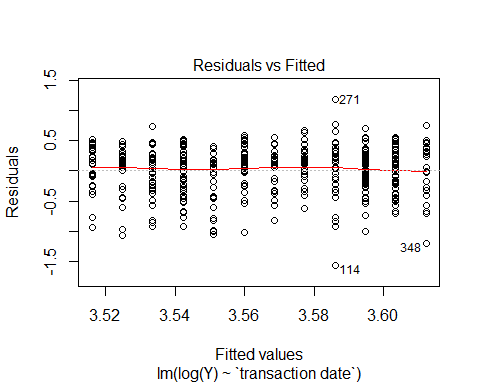 Residuals vs Fitted
Residuals
1.5
0.5
-0.5
-1.5
271
348
114
3.52 3.54 3.56 3.58 3.60
Fitted values
lm(log(Y) ~ `transaction date`)